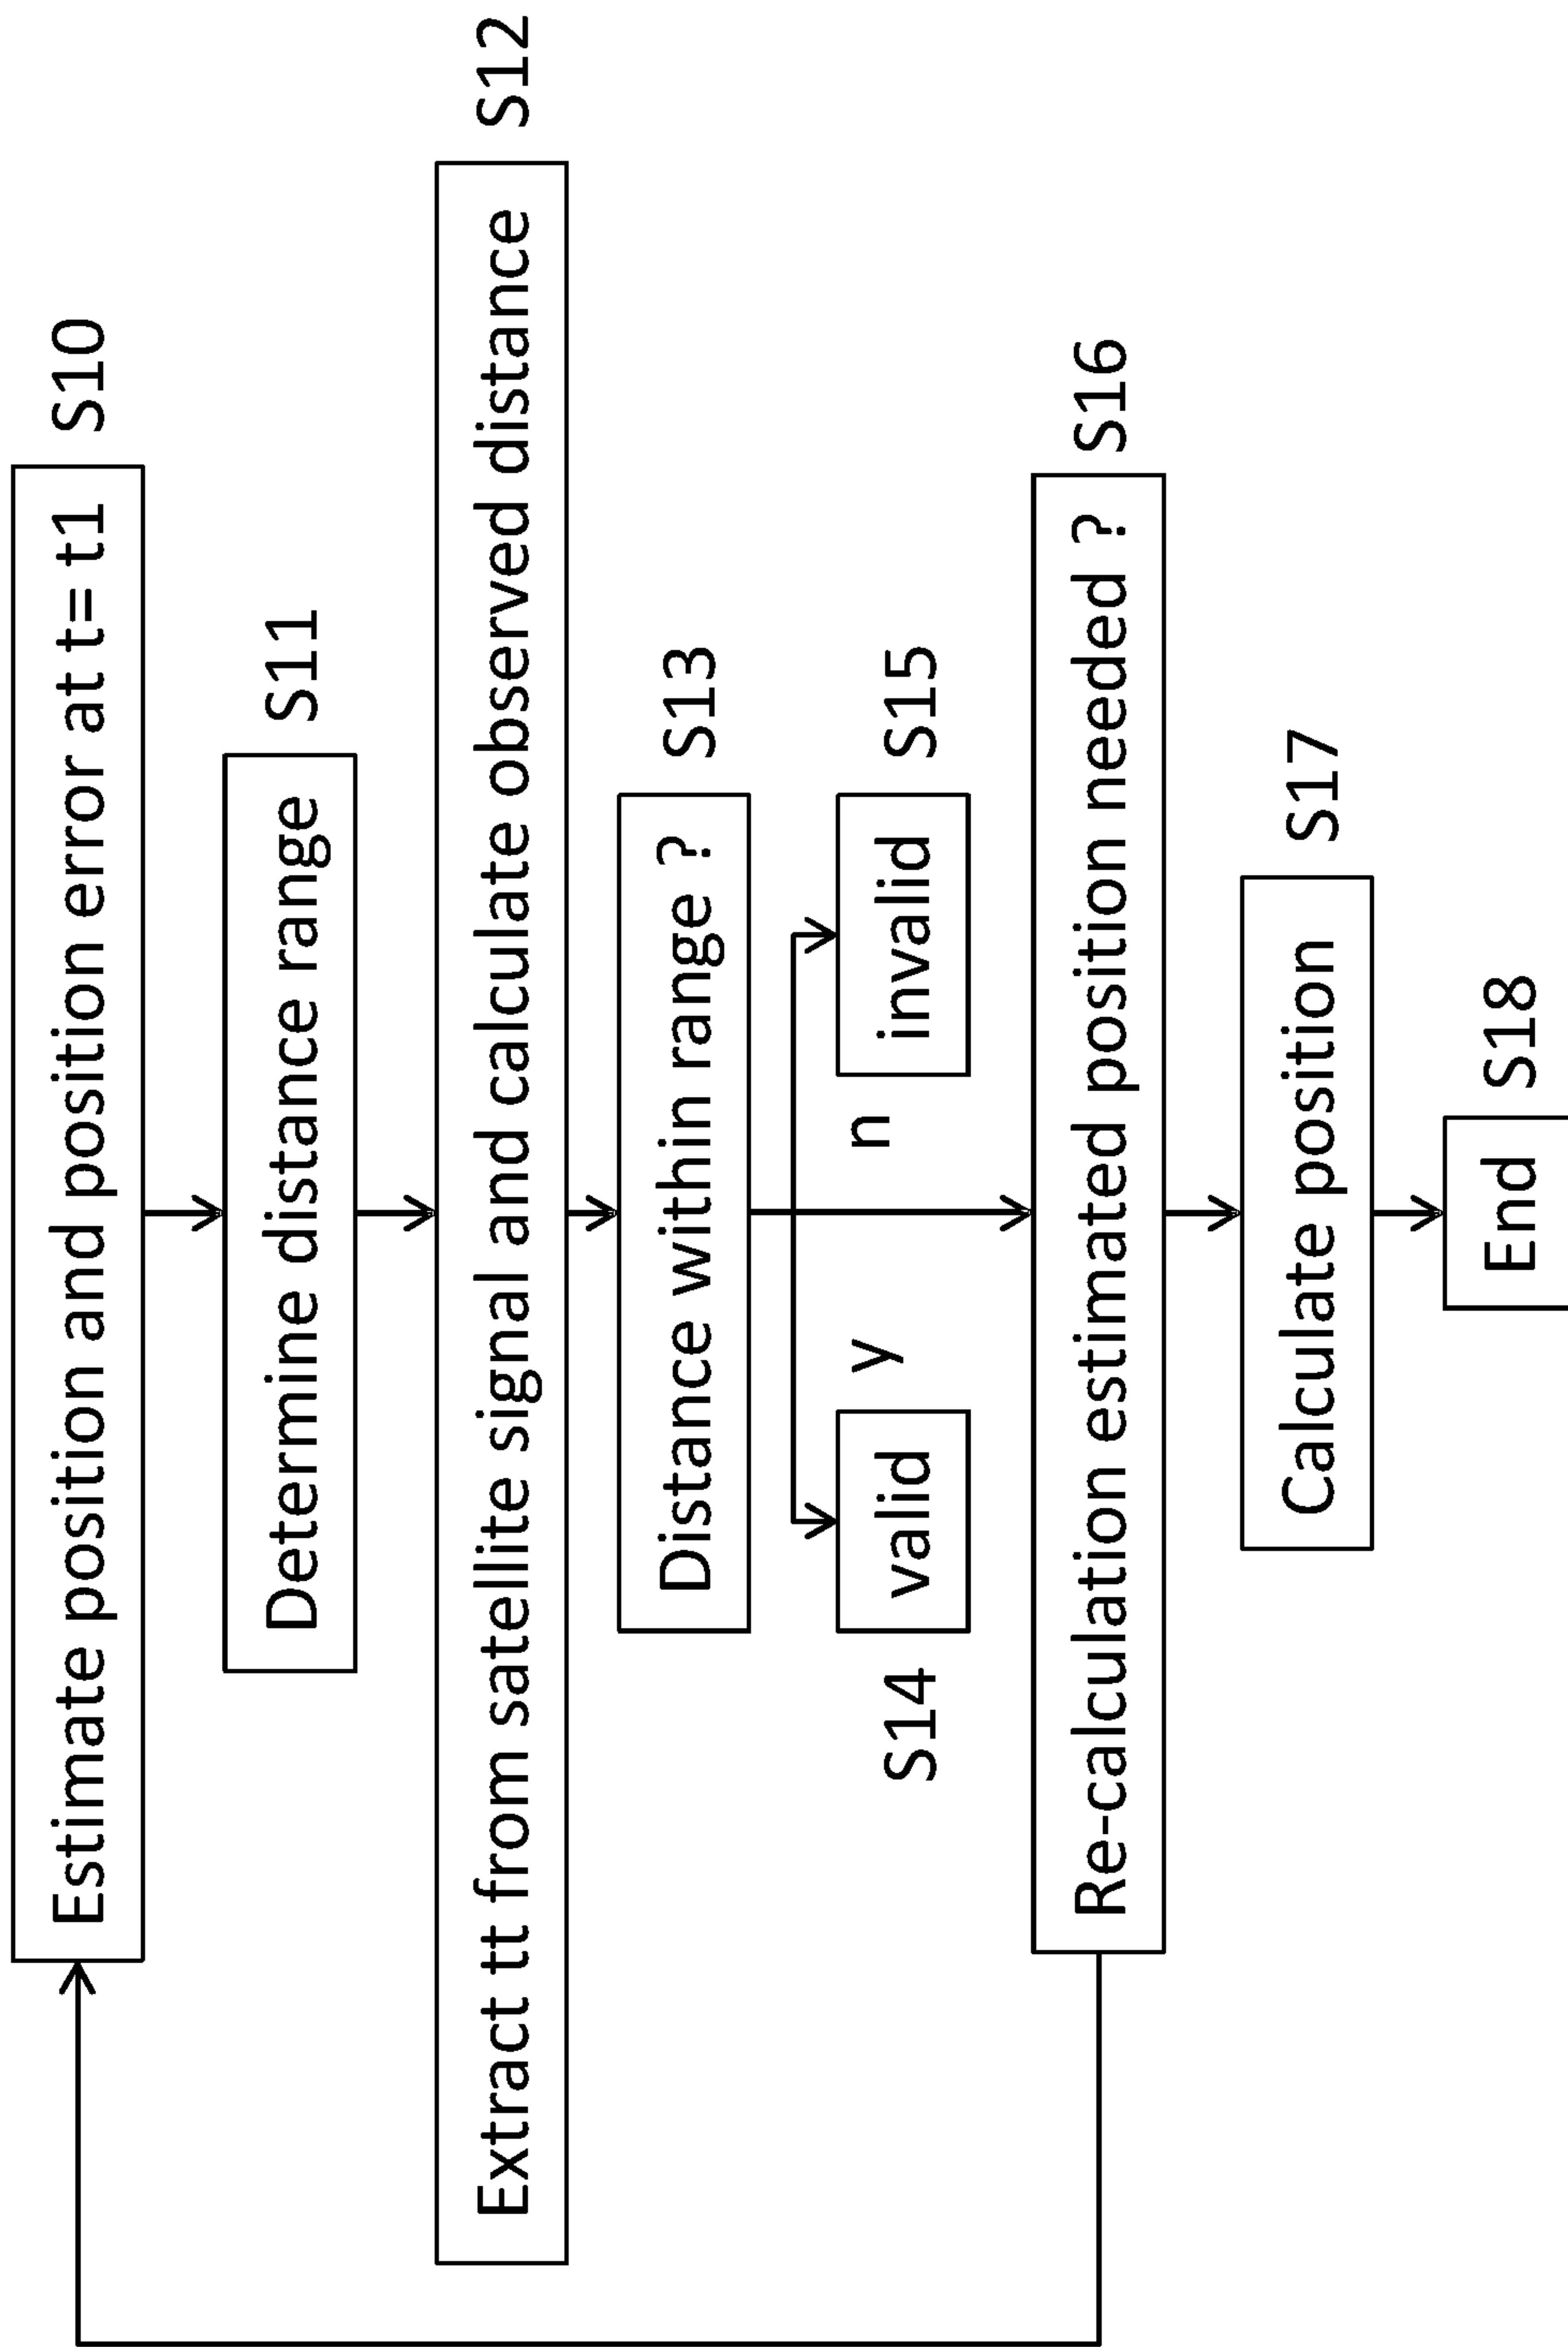 Estimate position and position error at t= t1 S10
Determine distance range S11
Extract tt from satellite signal and calculate observed distance S12
Distance within range ? S13
y n
S14 valid invalid S15
Re-calculation estimated position needed ? S16
Calculate position S17
End S18